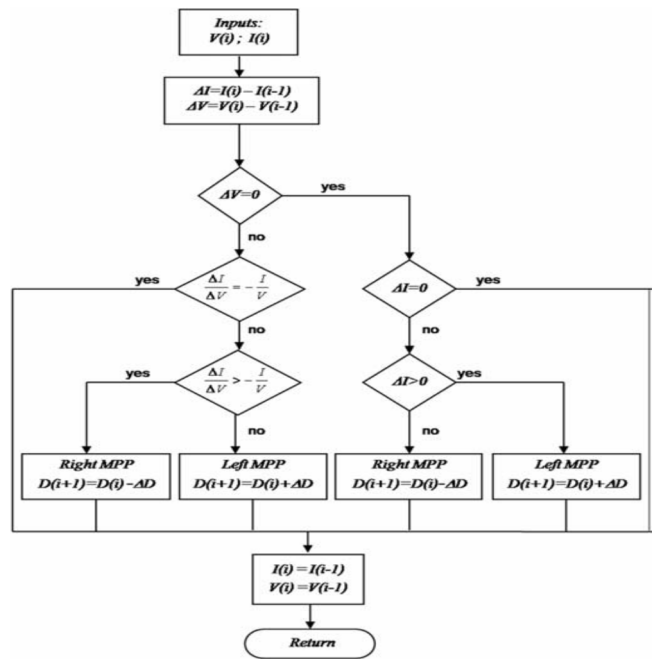 Inputs:
V(i) ; I(i)
ΔI=I(i) – I(i-1)
ΔV=V(i) – V(i-1)
ΔV=0
yes
no
yes
ΔI/ΔV = - I/V
ΔI=0
yes
no
no
yes
ΔI/ΔV > - I/V
ΔI>0
yes
no
no
Right MPP
D(i+1)=D(i)-ΔD
Left MPP
D(i+1)=D(i)+ΔD
Right MPP
D(i+1)=D(i)-ΔD
Left MPP
D(i+1)=D(i)+ΔD
I(i)=I(i-1)
V(i)=V(i-1)
Return